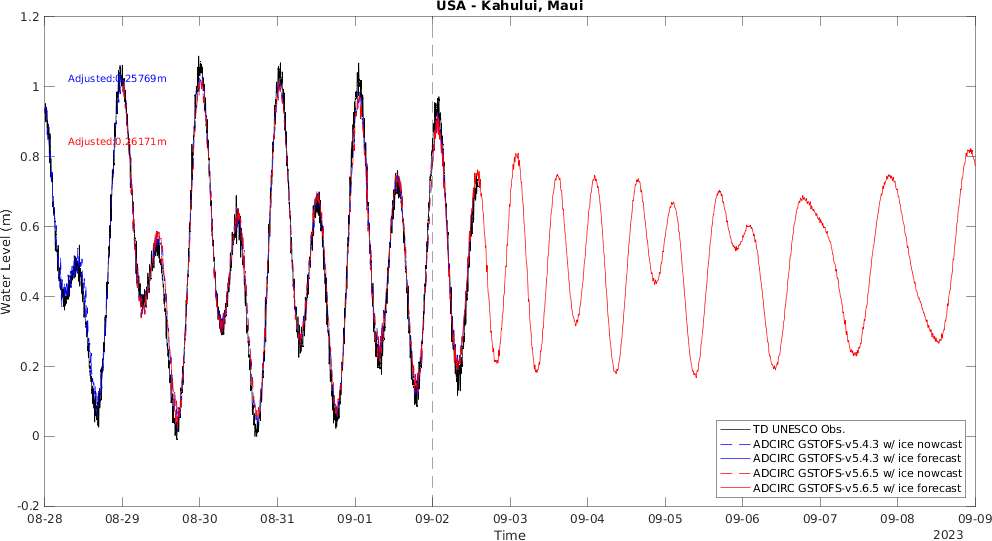 USA - Kahului, Maui
1.2
1
0.8
0.6
0.4
0.2
0
-0.2
Water Level (m)
Adjusted:0.25769m
Adjusted:0.26171m
TD UNESCO Obs.
ADCIRC GSTOFS-v5.4.3 w/ ice nowcast
ADCIRC GSTOFS-v5.4.3 w/ ice forecast
ADCIRC GSTOFS-v5.6.5 w/ ice nowcast
ADCIRC GSTOFS-v5.6.5 w/ ice forecast
08-28 08-29 08-30 08-31 09-01 09-02 09-03 09-04 09-05 09-06 09-07 09-08 09-09
Time
2023